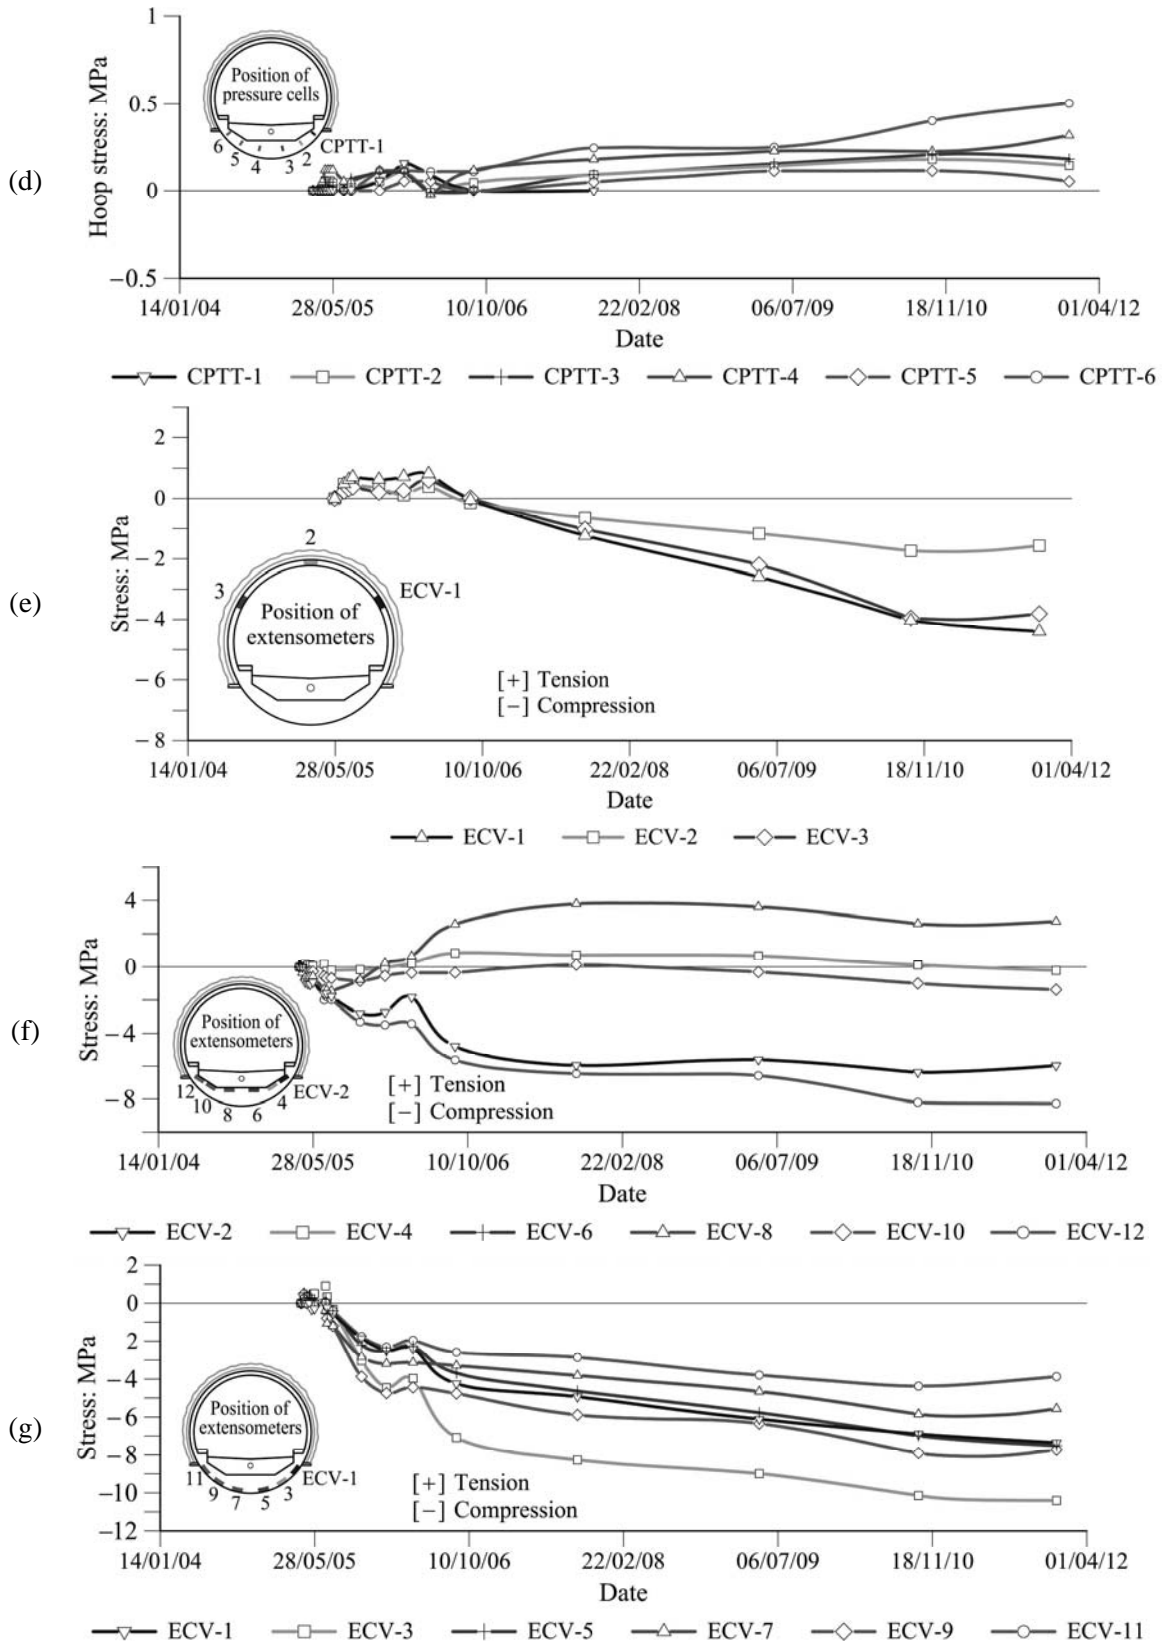 (d)
Hoop stress: MPa
1
0.5
0
−0.5
Position of
pressure cells
6 5 4 3 2 CPTT-1
14/01/04 28/05/05 10/10/06 22/02/08 06/07/09 18/11/10 01/04/12
Date
CPTT-1 CPTT-2 CPTT-3 CPTT-4 CPTT-5 CPTT-6
(e)
Stress: MPa
2
0
−2
−4
−6
−8
2
3 ECV-1
Position of
extensometers
[+] Tension
[−] Compression
14/01/04 28/05/05 10/10/06 22/02/08 06/07/09 18/11/10 01/04/12
Date
ECV-1 ECV-2 ECV-3
(f)
Stress: MPa
4
0
−4
−8
Position of
extensometers
12 10 8 6 4 ECV-2
[+] Tension
[−] Compression
14/01/04 28/05/05 10/10/06 22/02/08 06/07/09 18/11/10 01/04/12
Date
ECV-2 ECV-4 ECV-6 ECV-8 ECV-10 ECV-12
(g)
Stress: MPa
2
0
2
−4
−6
−8
−10
−12
Position of
extensometers
11 9 7 5 3 ECV-1
[+] Tension
[−] Compression
14/01/04 28/05/05 10/10/06 22/02/08 06/07/09 18/11/10 01/04/12
Date
ECV-1 ECV-3 ECV-5 ECV-7 ECV-9 ECV-11